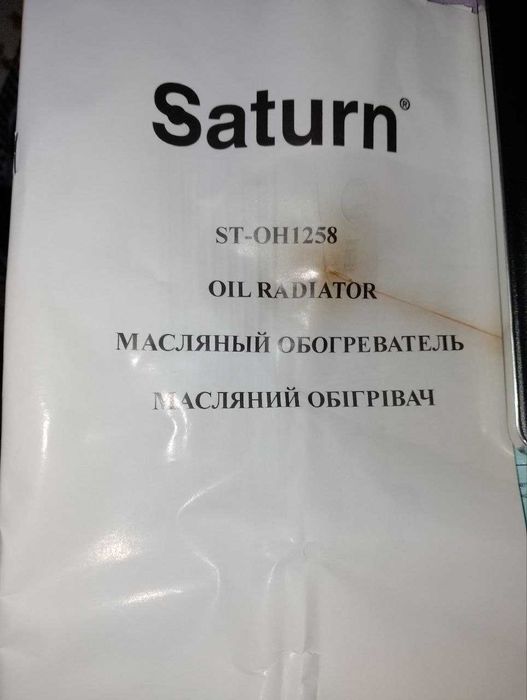 Saturn®
ST-OH1258
OIL RADIATOR
МАСЛЯНЫЙ ОБОГРЕВАТЕЛЬ
МАСЛЯНИЙ ОБІГРІВАЧ